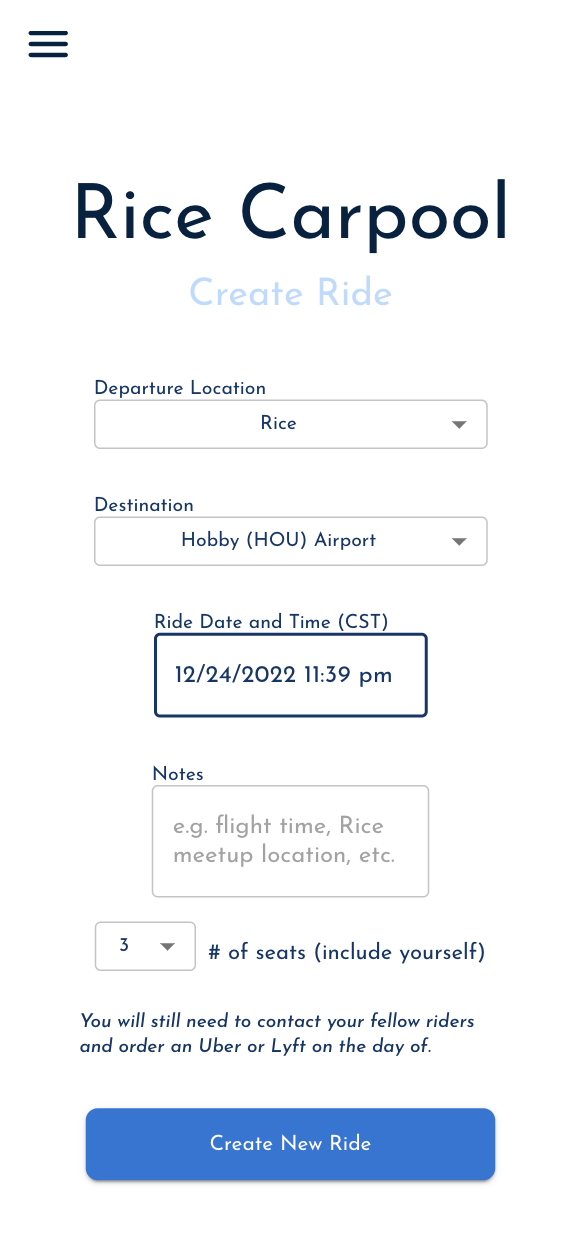 Rice Carpool
Create Ride
Departure Location
Rice
Destination
Hobby (HOU) Airport
Ride Date and Time (CST)
12/24/2022 11:39 pm
Notes
e.g. flight time, Rice
meetup location, etc.
3
# of seats (include yourself)
You will still need to contact your fellow riders
and order an Uber or Lyft on the day of.
Create New Ride